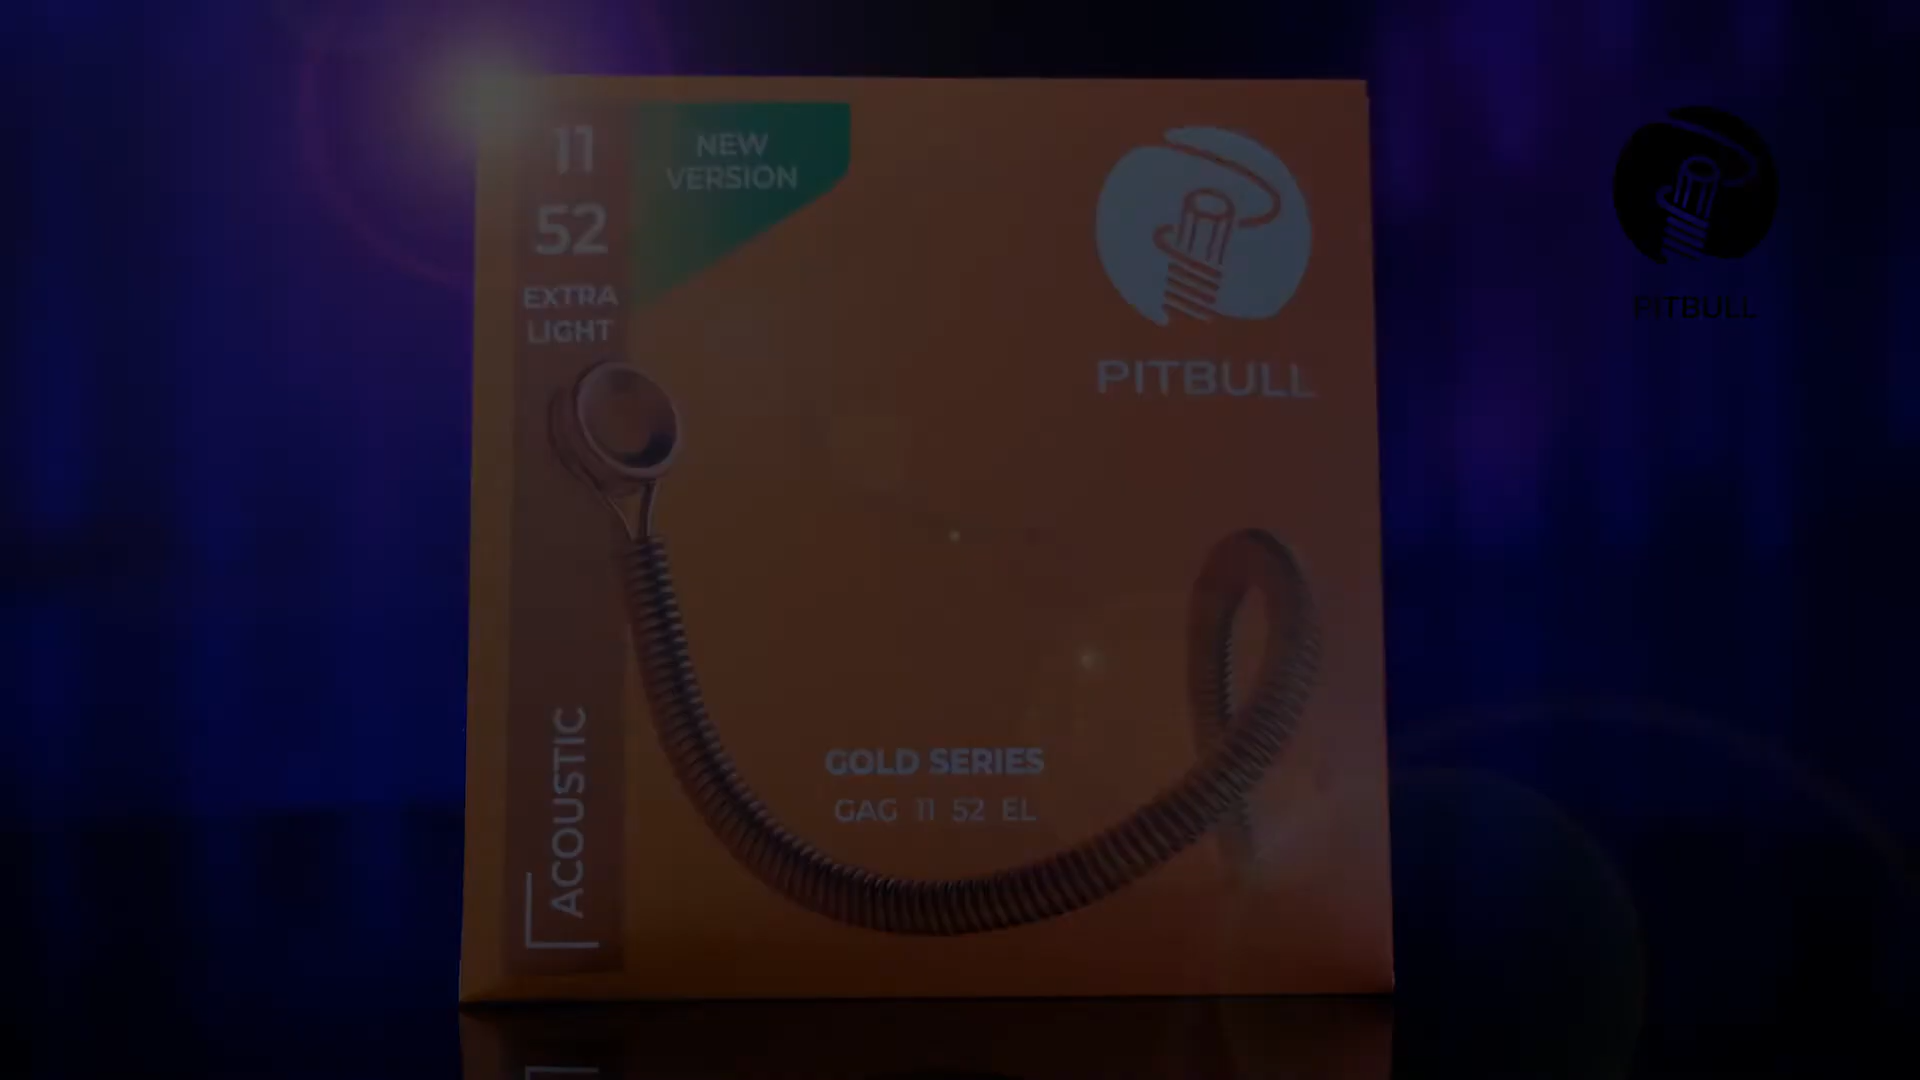 11
52
EXTRA
LIGHT
NEW
VERSION
PITBULL
ACOUSTIC
GOLD SERIES
GAG 11 52 EL
PITBULL